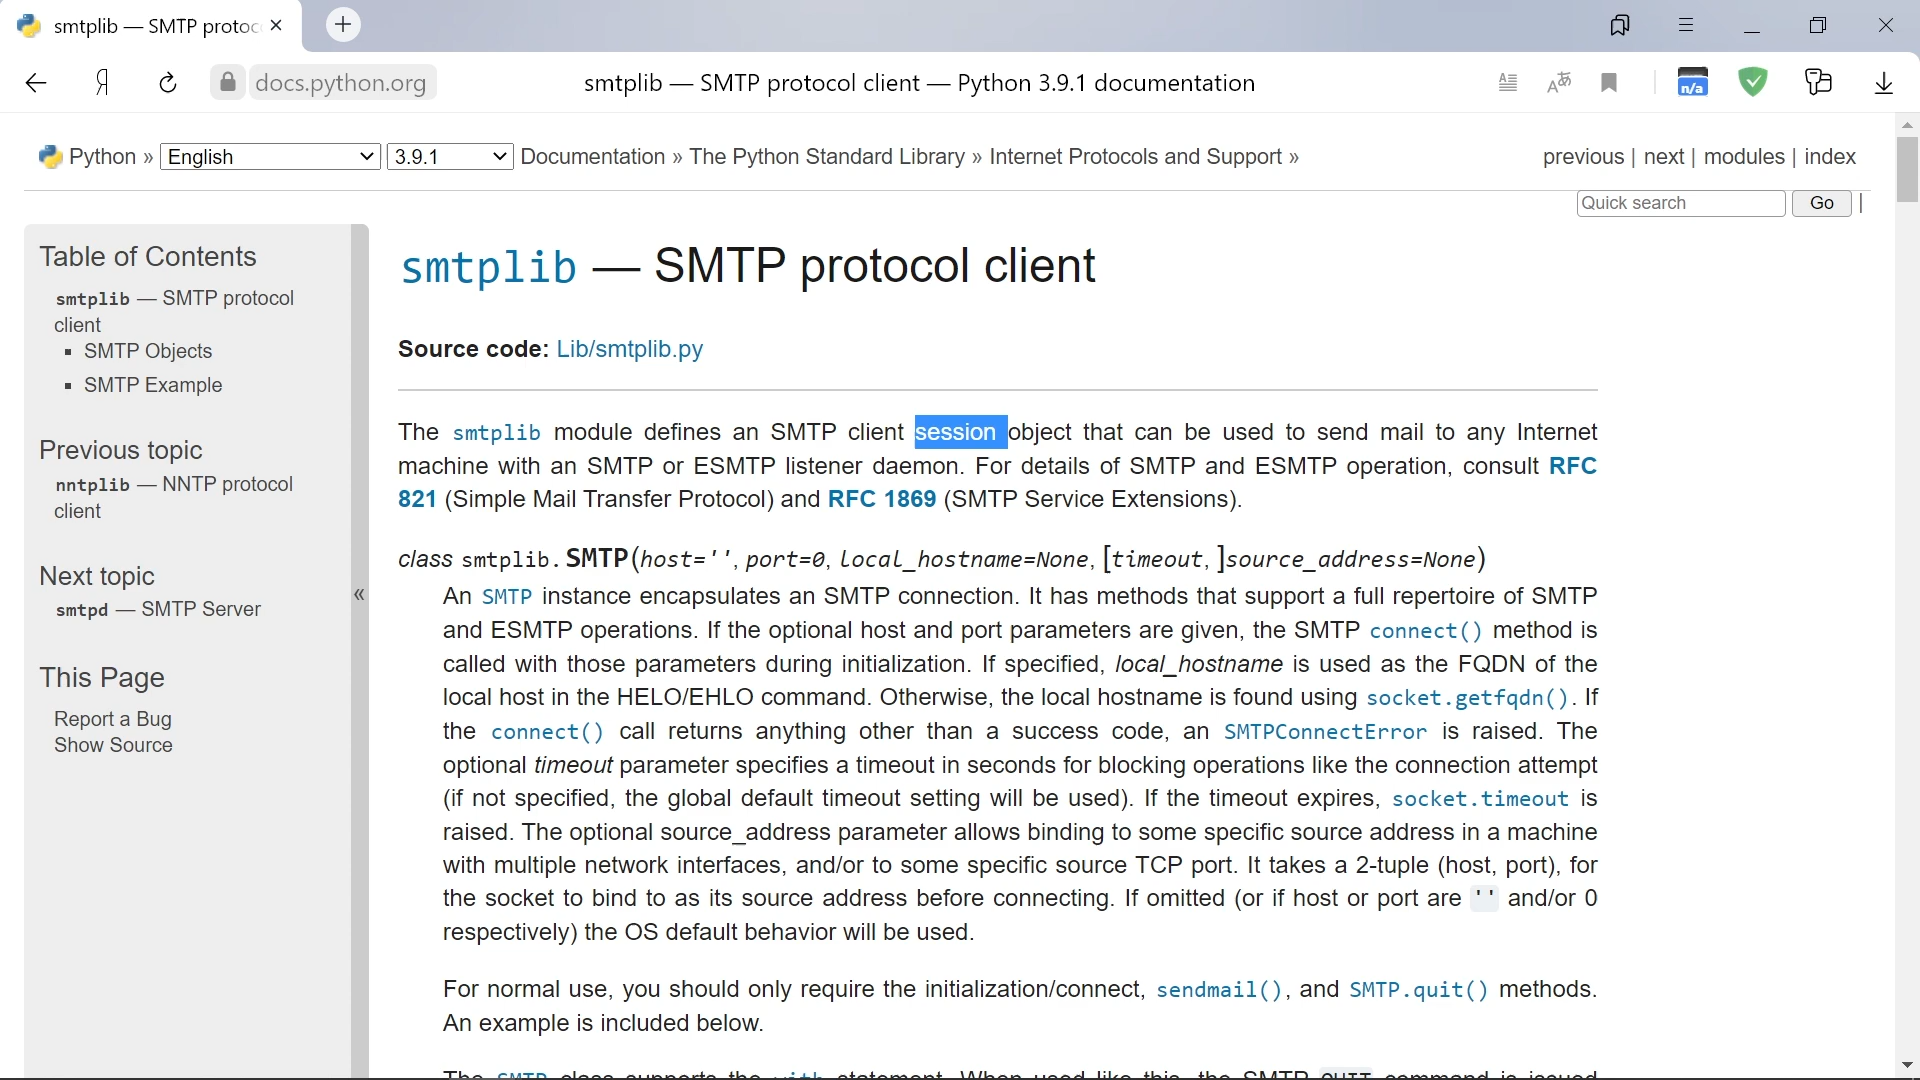 smtplib — SMTP protoc
docs.python.org
smtplib — SMTP protocol client — Python 3.9.1 documentation
n/a
Python » English 3.9.1 Documentation » The Python Standard Library » Internet Protocols and Support »
previous | next | modules | index
Quick search Go |
Table of Contents
smtplib — SMTP protocol
client
▪ SMTP Objects
▪ SMTP Example
Previous topic
nntplib — NNTP protocol
client
Next topic
smtpd — SMTP Server
This Page
Report a Bug
Show Source
«
smtplib — SMTP protocol client
Source code: Lib/smtplib.py
The smtplib module defines an SMTP client session object that can be used to send mail to any Internet
machine with an SMTP or ESMTP listener daemon. For details of SMTP and ESMTP operation, consult RFC
821 (Simple Mail Transfer Protocol) and RFC 1869 (SMTP Service Extensions).
class smtplib.SMTP(host='', port=0, local_hostname=None, [timeout, ]source_address=None)
An SMTP instance encapsulates an SMTP connection. It has methods that support a full repertoire of SMTP
and ESMTP operations. If the optional host and port parameters are given, the SMTP connect() method is
called with those parameters during initialization. If specified, local_hostname is used as the FQDN of the
local host in the HELO/EHLO command. Otherwise, the local hostname is found using socket.getfqdn(). If
the connect() call returns anything other than a success code, an SMTPConnectError is raised. The
optional timeout parameter specifies a timeout in seconds for blocking operations like the connection attempt
(if not specified, the global default timeout setting will be used). If the timeout expires, socket.timeout is
raised. The optional source_address parameter allows binding to some specific source address in a machine
with multiple network interfaces, and/or to some specific source TCP port. It takes a 2-tuple (host, port), for
the socket to bind to as its source address before connecting. If omitted (or if host or port are '' and/or 0
respectively) the OS default behavior will be used.
For normal use, you should only require the initialization/connect, sendmail(), and SMTP.quit() methods.
An example is included below.
The SMTP class supports the with statement. When used like this, the SMTP QUIT command is issued